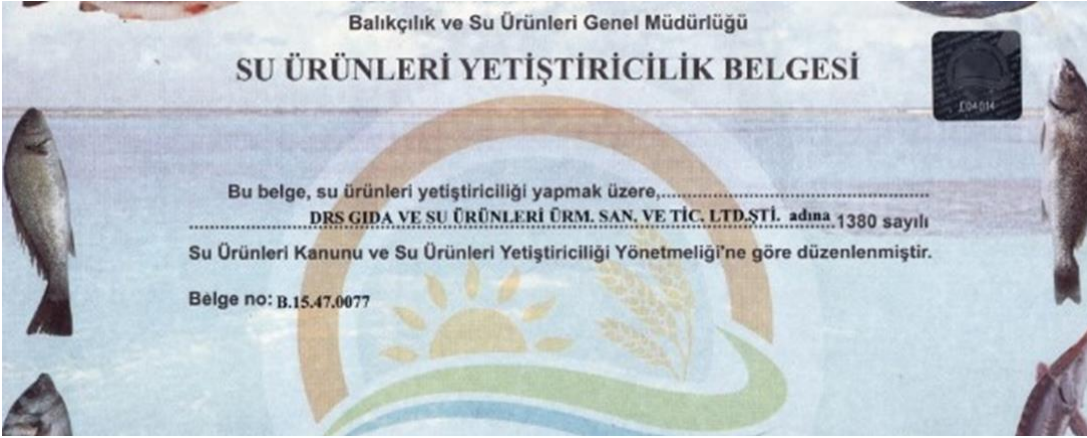 Balıkçılık ve Su Ürünleri Genel Müdürlüğü
SU ÜRÜNLERİ YETİŞTİRİCİLİK BELGESİ
E04014
Bu belge, su ürünleri yetiştiriciliği yapmak üzere,
DRS GIDA VE SU ÜRÜNLERİ ÜRM. SAN. VE TİC. LTD.ŞTİ. adına 1380 sayılı
Su Ürünleri Kanunu ve Su Ürünleri Yetiştiriciliği Yönetmeliği'ne göre düzenlenmiştir.
Belge no: B.15.47.0077